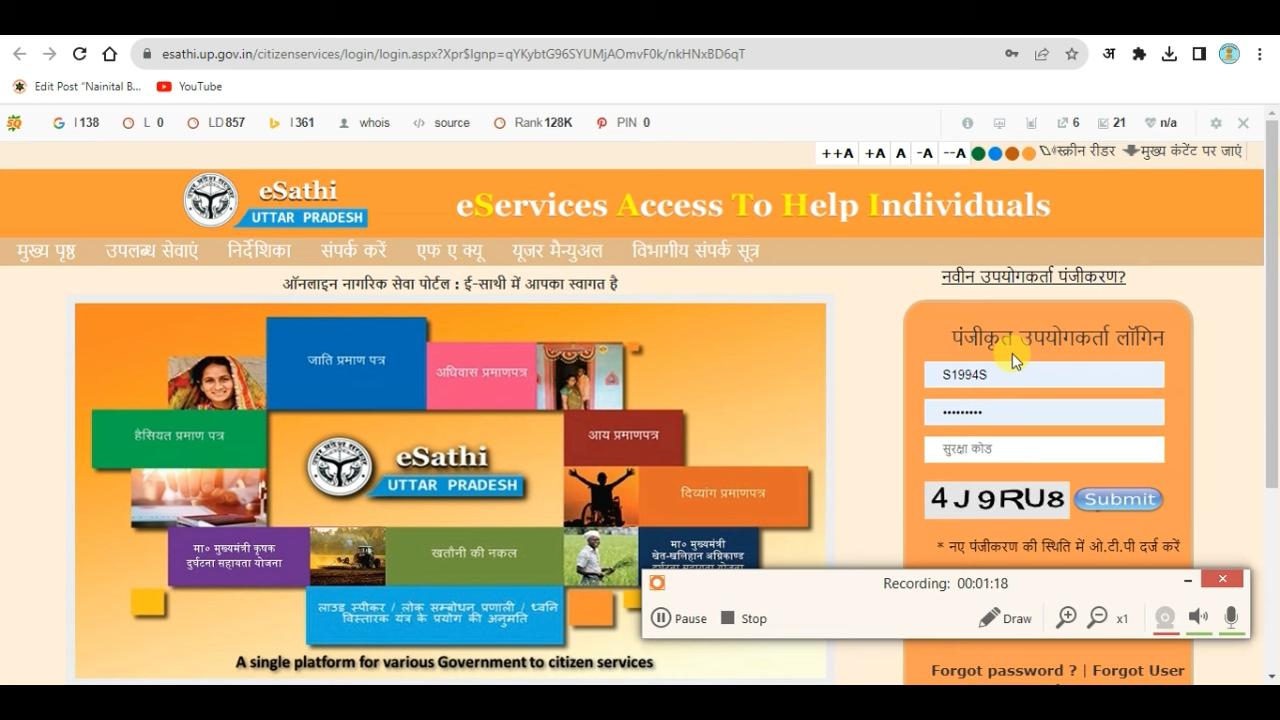 esathi.up.gov.in/citizenservices/login/login.aspx?Xpr$Ignp=qYKybtG96SYUMjAOmvF0k/nkHNxBD6qT
अ
Edit Post "Nainital B...
YouTube
SQ
I 138
L 0
LD 857
I 361
whois
source
Rank 128K
PIN 0
6
21
n/a
++A +A A -A --A स्क्रीन रीडर मुख्य कंटेंट पर जाएं
eSathi
UTTAR PRADESH
eServices Access To Help Individuals
मुख्य पृष्ठ उपलब्ध सेवाएं निर्देशिका संपर्क करें एफ ए क्यू यूजर मैन्युअल विभागीय संपर्क सूत्र
ऑनलाइन नागरिक सेवा पोर्टल : ई-साथी में आपका स्वागत है
नवीन उपयोगकर्ता पंजीकरण?
जाति प्रमाण पत्र
अधिवास प्रमाणपत्र
हैसियत प्रमाण पत्र
eSathi
UTTAR PRADESH
आय प्रमाणपत्र
दिव्यांग प्रमाणपत्र
मा० मुख्यमंत्री कृषक
दुर्घटना सहायता योजना
खतौनी की नकल
मा० मुख्यमंत्री
खेत-खलिहान अग्निकाण्ड
लाउड स्पीकर / लोक सम्बोधन प्रणाली / ध्वनि
विस्तारक यंत्र के प्रयोग की अनुमति
A single platform for various Government to citizen services
पंजीकृत उपयोगकर्ता लॉगिन
S1994S
•••••••••
सुरक्षा कोड
4J9RU8
Submit
* नए पंजीकरण की स्थिति में ओ.टी.पी दर्ज करें
Recording: 00:01:18
Pause
Stop
Draw
x1
Forgot password ? | Forgot User